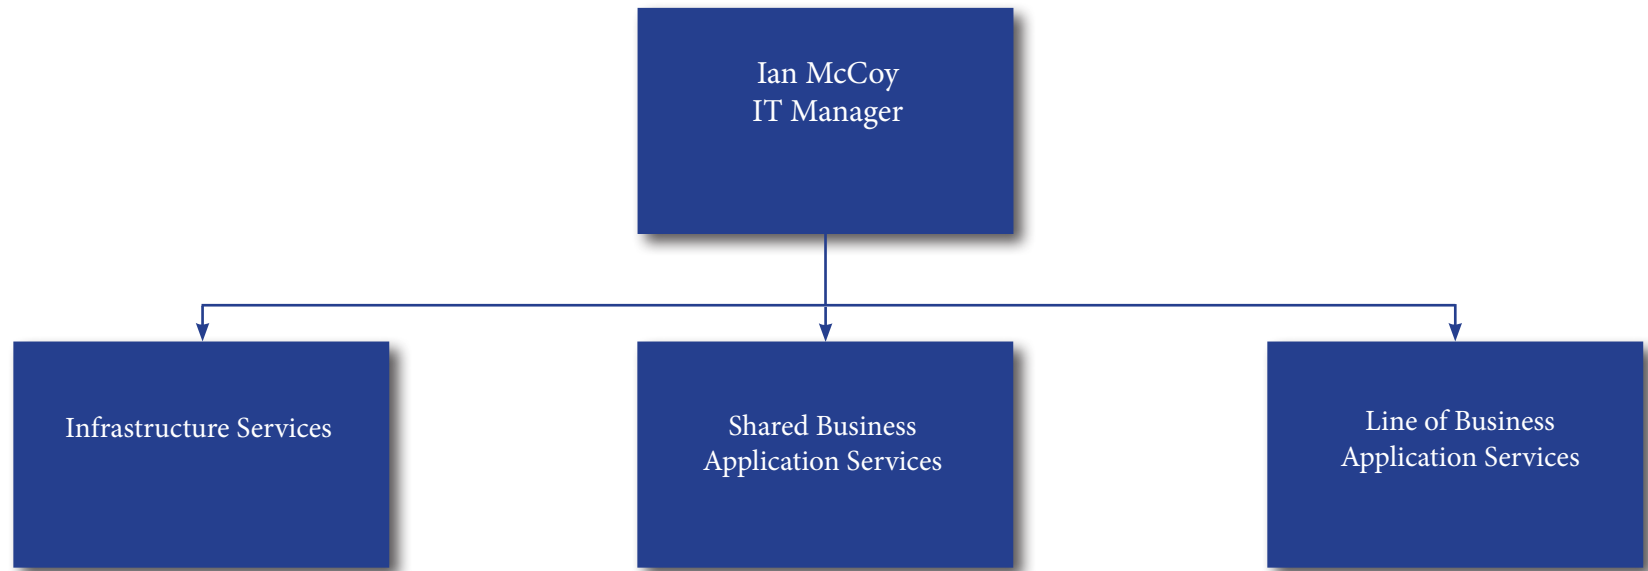 Ian McCoy
IT Manager
Infrastructure Services
Shared Business
Application Services
Line of Business
Application Services